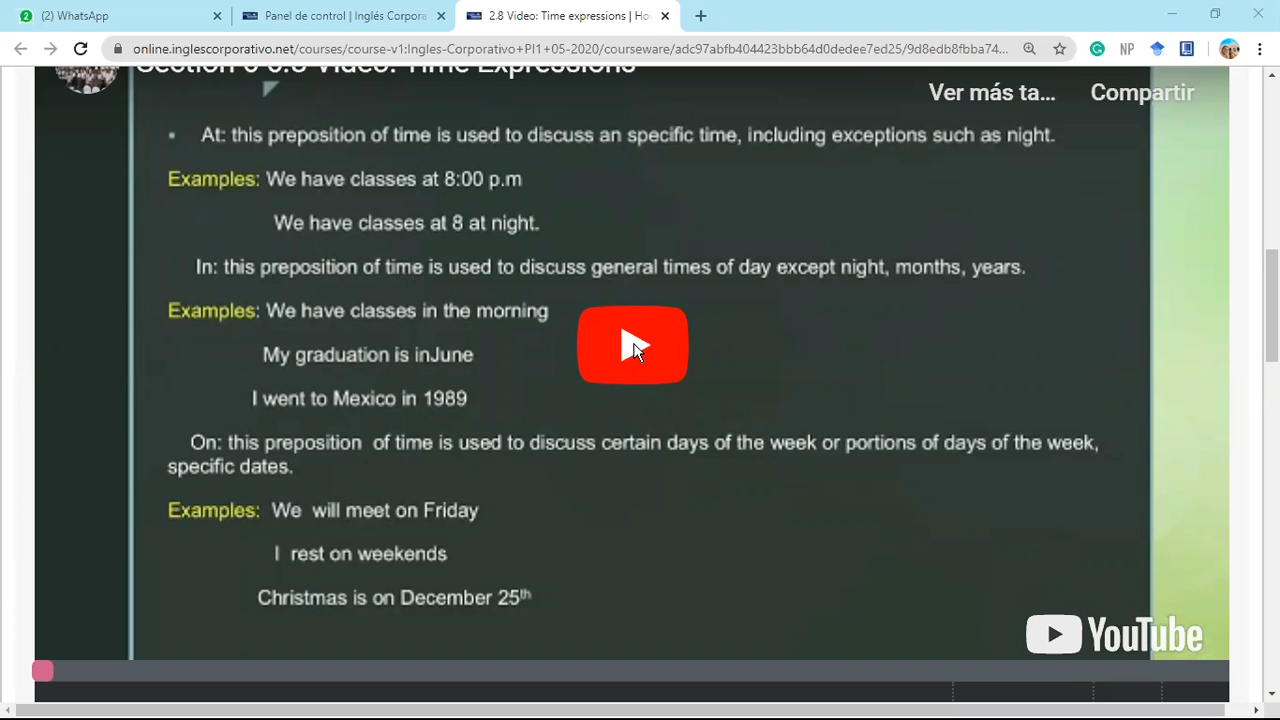 2 (2) WhatsApp
Panel de control | Inglés Corpora
2.8 Video: Time expressions | Ho
online.inglescorporativo.net/courses/course-v1:Ingles-Corporativo+PI1+05-2020/courseware/adc97a1fb404423bbb64d0dedee7ed25/9d8edb8fbba74...
NP
Video: Time Expressions
Ver más ta...
Compartir
▪ At: this preposition of time is used to discuss an specific time, including exceptions such as night.
Examples: We have classes at 8:00 p.m
We have classes at 8 at night.
In: this preposition of time is used to discuss general times of day except night, months, years.
Examples: We have classes in the morning
My graduation is inJune
I went to Mexico in 1989
On: this preposition of time is used to discuss certain days of the week or portions of days of the week,
specific dates.
Examples: We will meet on Friday
I rest on weekends
Christmas is on December 25th
YouTube